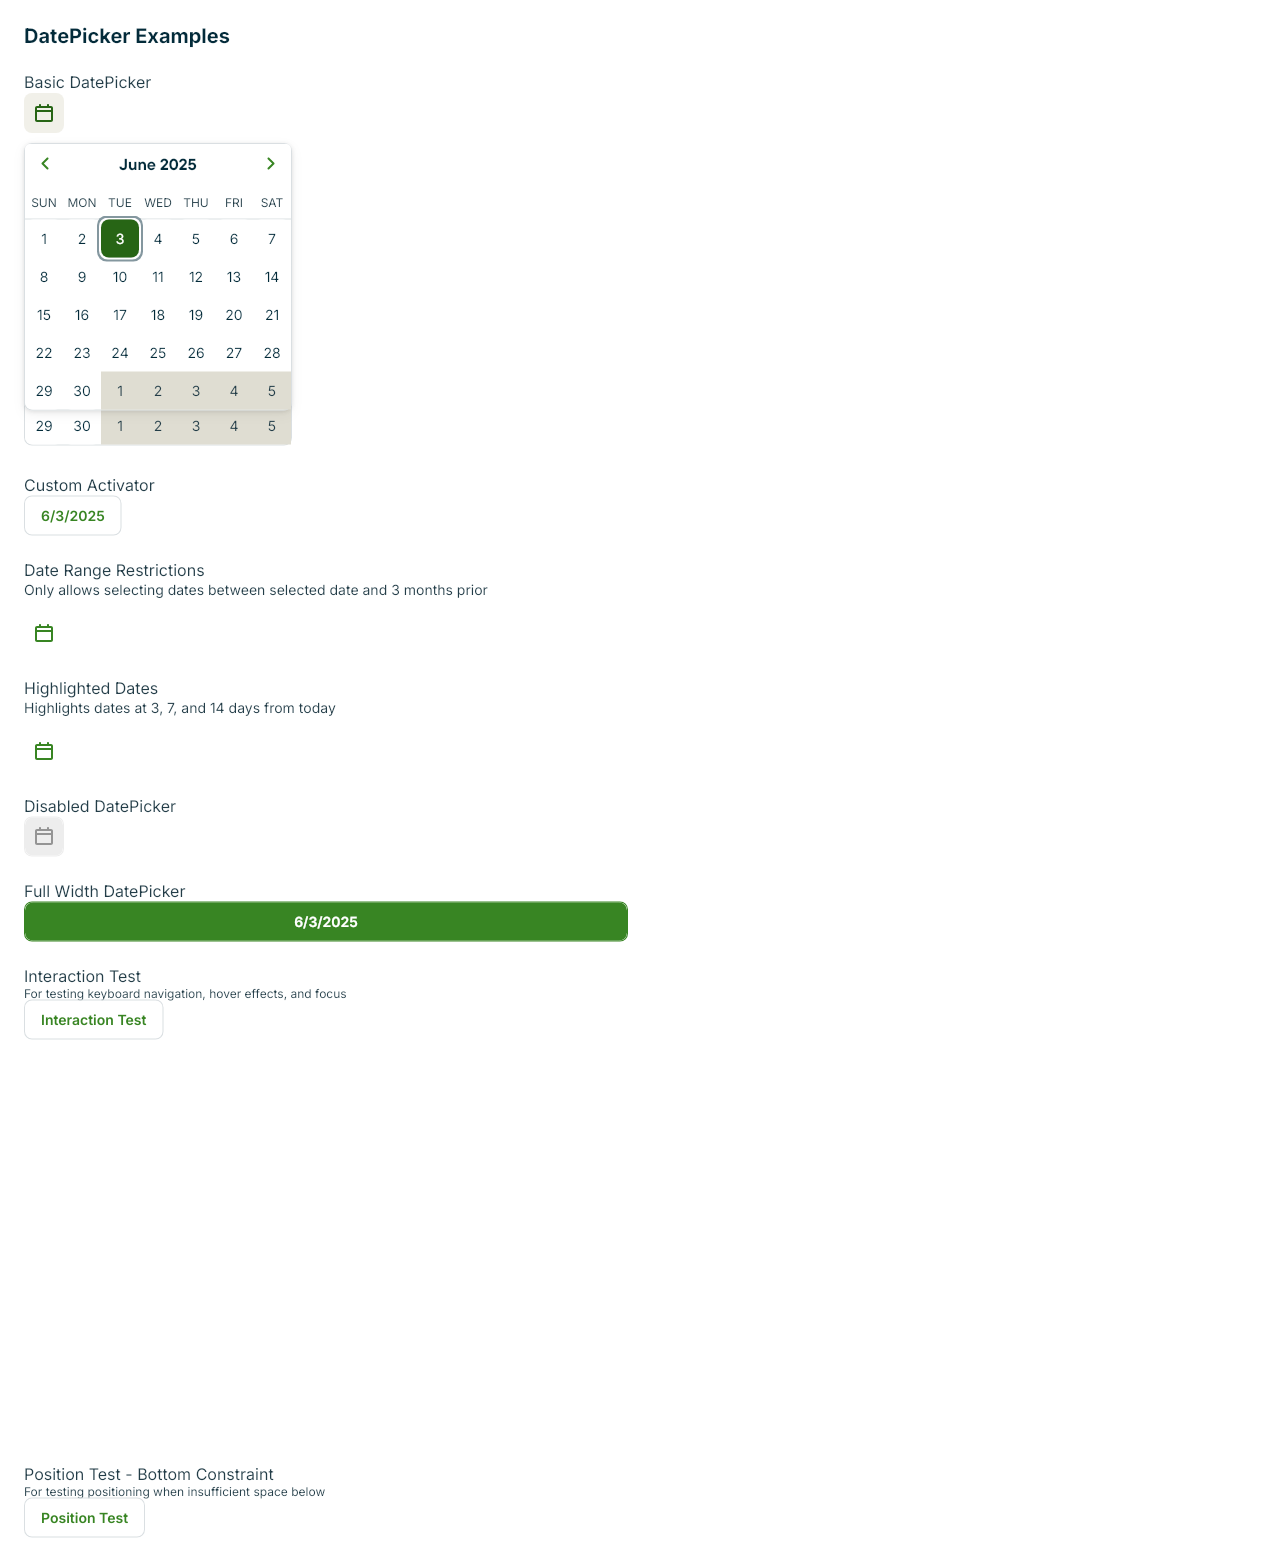 DatePicker Examples
Basic DatePicker
June 2025
SUN MON TUE WED THU FRI SAT
1 2 3 4 5 6 7
8 9 10 11 12 13 14
15 16 17 18 19 20 21
22 23 24 25 26 27 28
29 30 1 2 3 4 5
29 30 1 2 3 4 5
Custom Activator
6/3/2025
Date Range Restrictions
Only allows selecting dates between selected date and 3 months prior
Highlighted Dates
Highlights dates at 3, 7, and 14 days from today
Disabled DatePicker
Full Width DatePicker
6/3/2025
Interaction Test
For testing keyboard navigation, hover effects, and focus
Interaction Test
Position Test - Bottom Constraint
For testing positioning when insufficient space below
Position Test